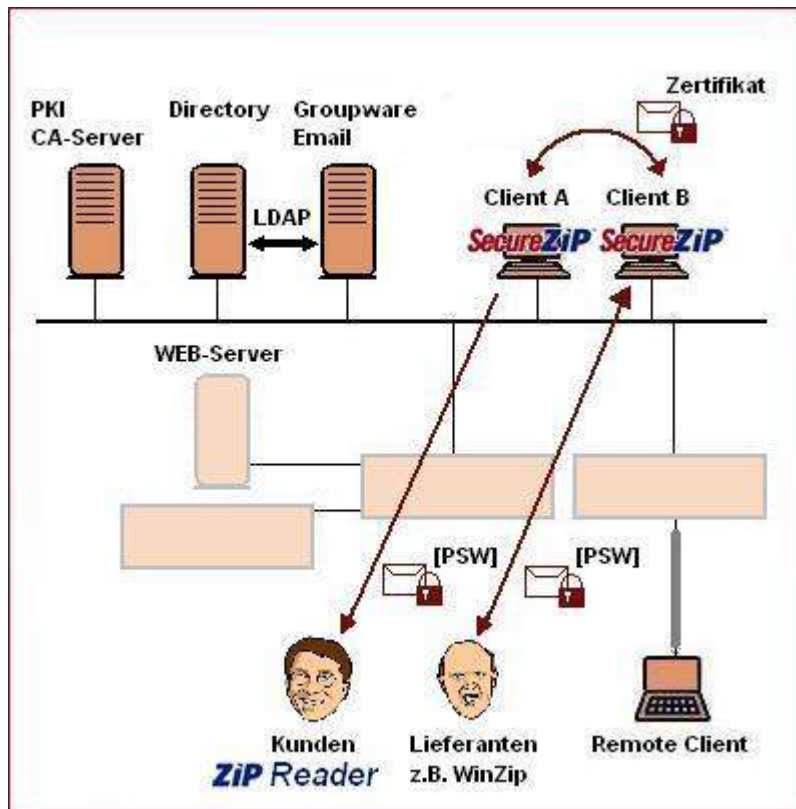 Zertifikat
PKI
CA-Server
Directory
Groupware
Email
LDAP
Client A
Client B
SecureZIP
SecureZIP
WEB-Server
[PSW]
[PSW]
Kunden
ZIP Reader
Lieferanten
z.B. WinZip
Remote Client